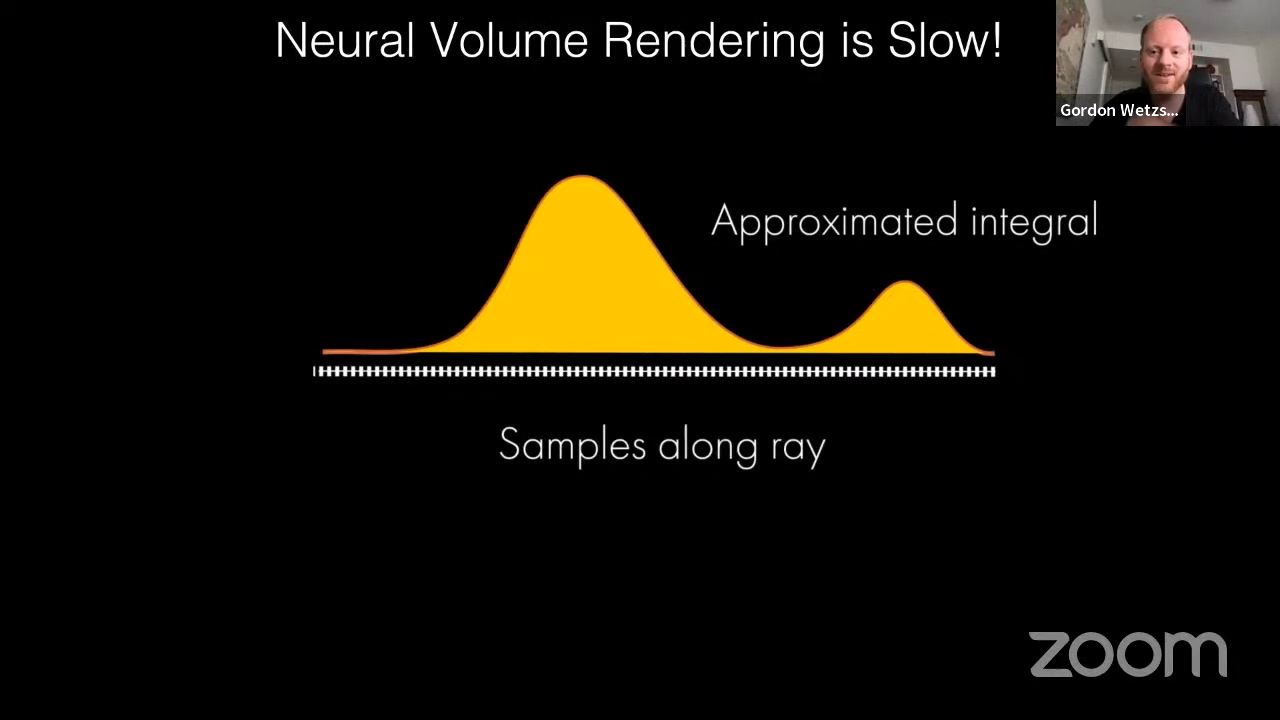 Neural Volume Rendering is Slow!
Gordon Wetzs...
Approximated integral
Samples along ray
zoom